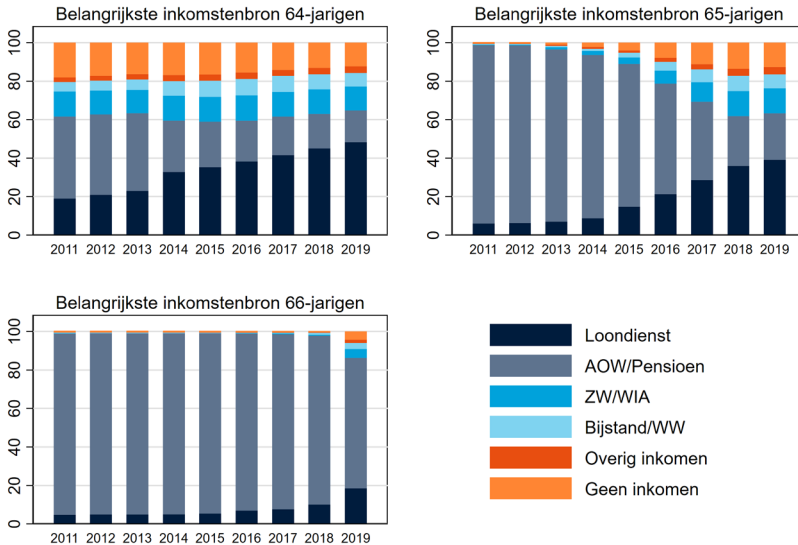 Belangrijkste inkomstenbron 64-jarigen
100
80
60
40
20
0
2011 2012 2013 2014 2015 2016 2017 2018 2019
Belangrijkste inkomstenbron 65-jarigen
100
80
60
40
20
0
2011 2012 2013 2014 2015 2016 2017 2018 2019
Belangrijkste inkomstenbron 66-jarigen
100
80
60
40
20
0
2011 2012 2013 2014 2015 2016 2017 2018 2019
Loondienst
AOW/Pensioen
ZW/WIA
Bijstand/WW
Overig inkomen
Geen inkomen